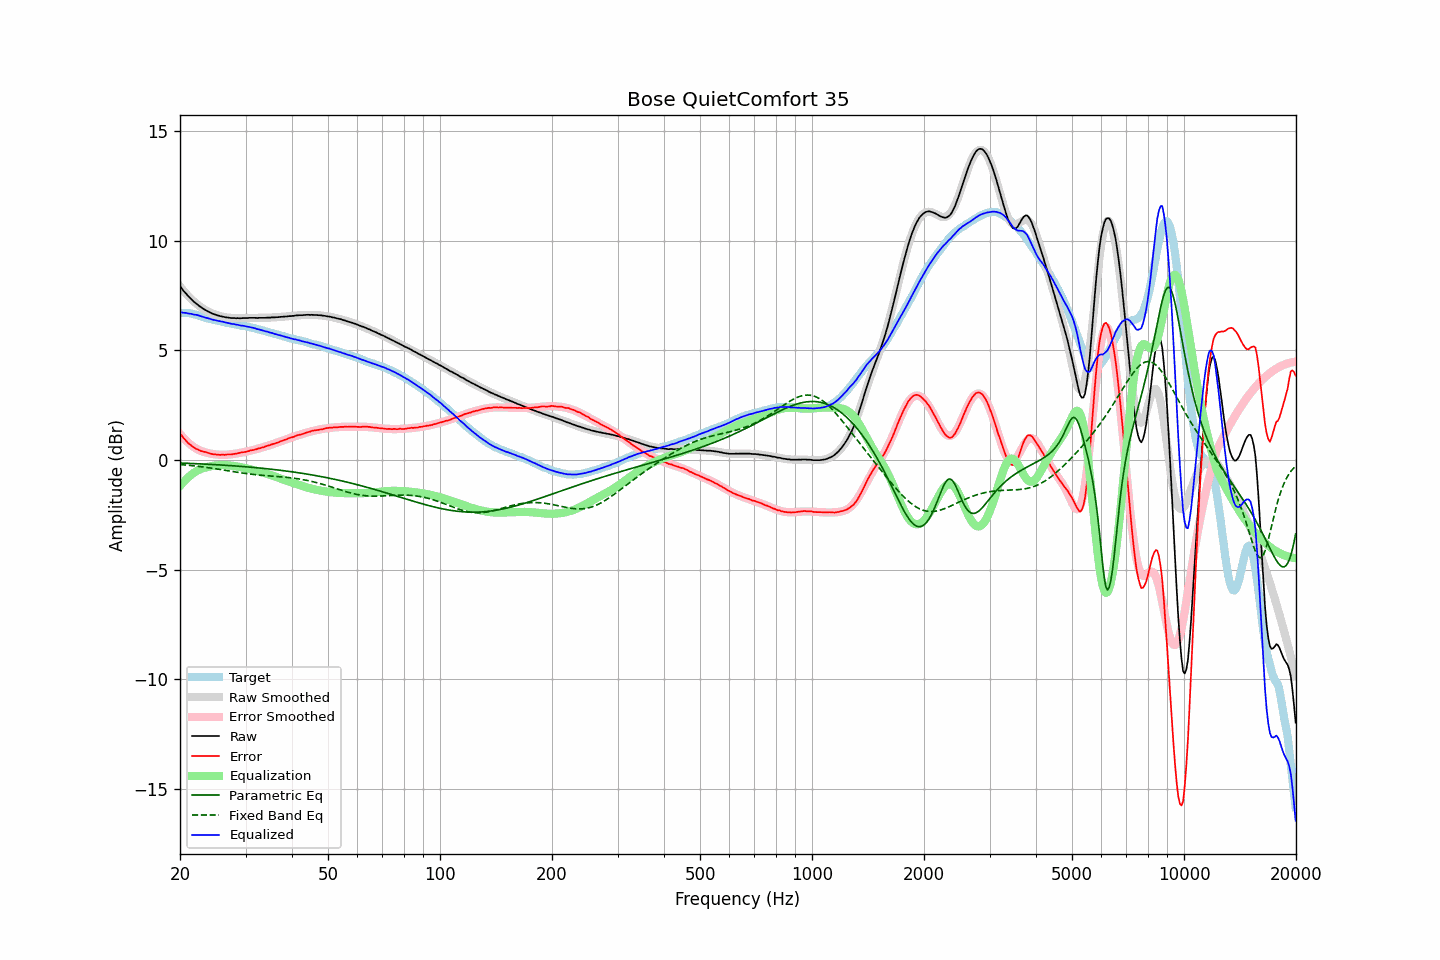 Bose QuietComfort 35
Amplitude (dBr)
15
10
5
0
−5
−10
−15
Target
Raw Smoothed
Error Smoothed
Raw
Error
Equalization
Parametric Eq
Fixed Band Eq
Equalized
20 50 100 200 500 1000 2000 5000 10000 20000
Frequency (Hz)